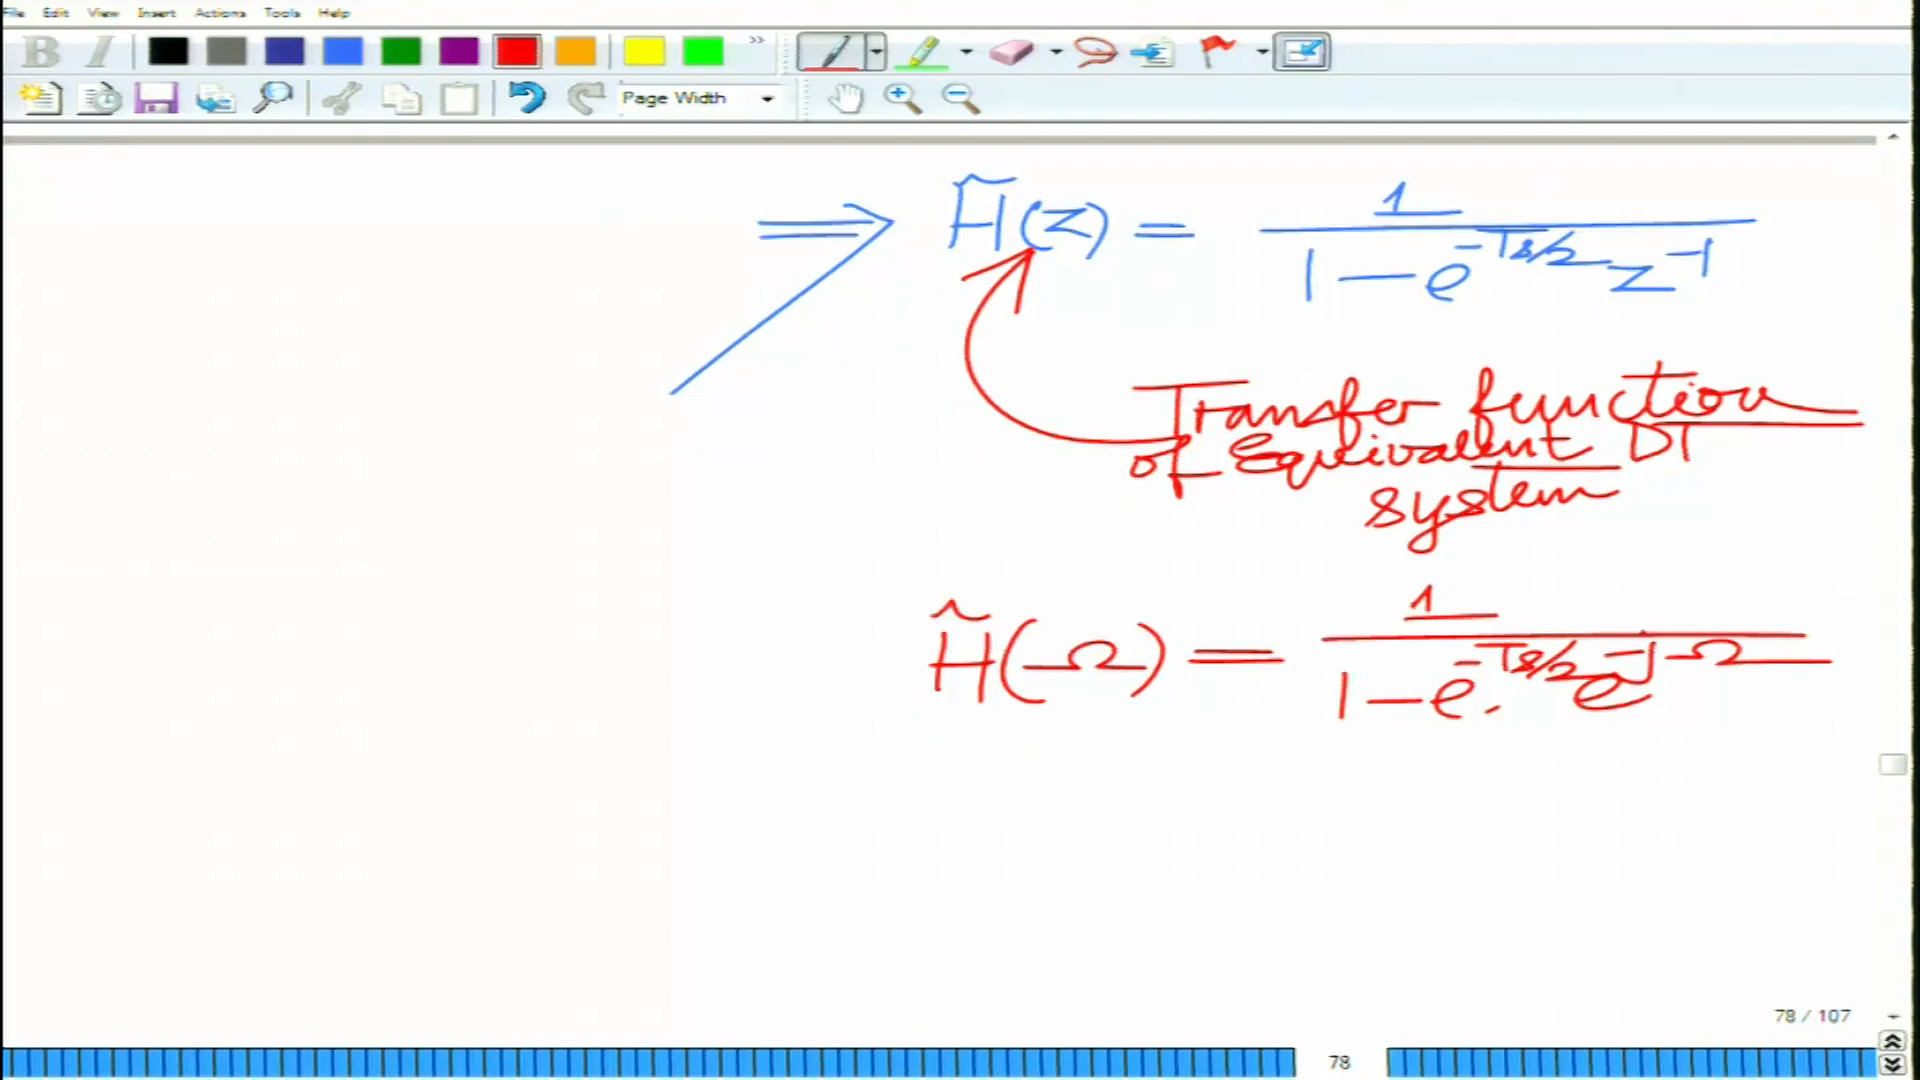 File Edit View Insert Actions Tools Help
B I
Page Width
⇒ H̃(z) = 1 / (1 − e^{−Ts/2} z^{−1})
Transfer function
of Equivalent DT
system
H̃(Ω) = 1 / (1 − e^{−Ts/2} e^{−jΩ})
78 / 107
78